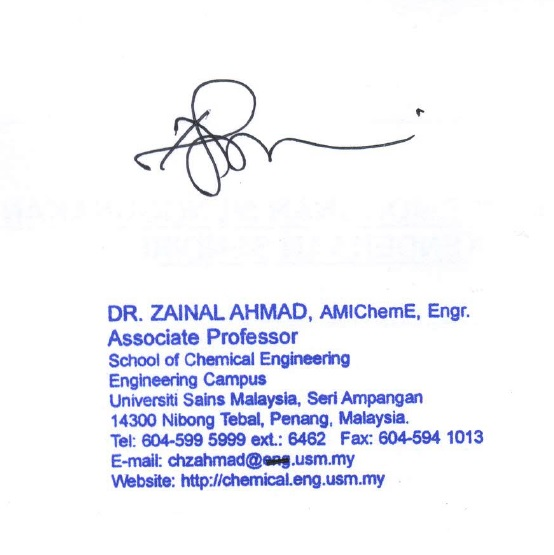 DR. ZAINAL AHMAD, AMIChemE, Engr.
Associate Professor
School of Chemical Engineering
Engineering Campus
Universiti Sains Malaysia, Seri Ampangan
14300 Nibong Tebal, Penang, Malaysia.
Tel: 604-599 5999 ext.: 6462 Fax: 604-594 1013
E-mail: chzahmad@eng.usm.my
Website: http://chemical.eng.usm.my